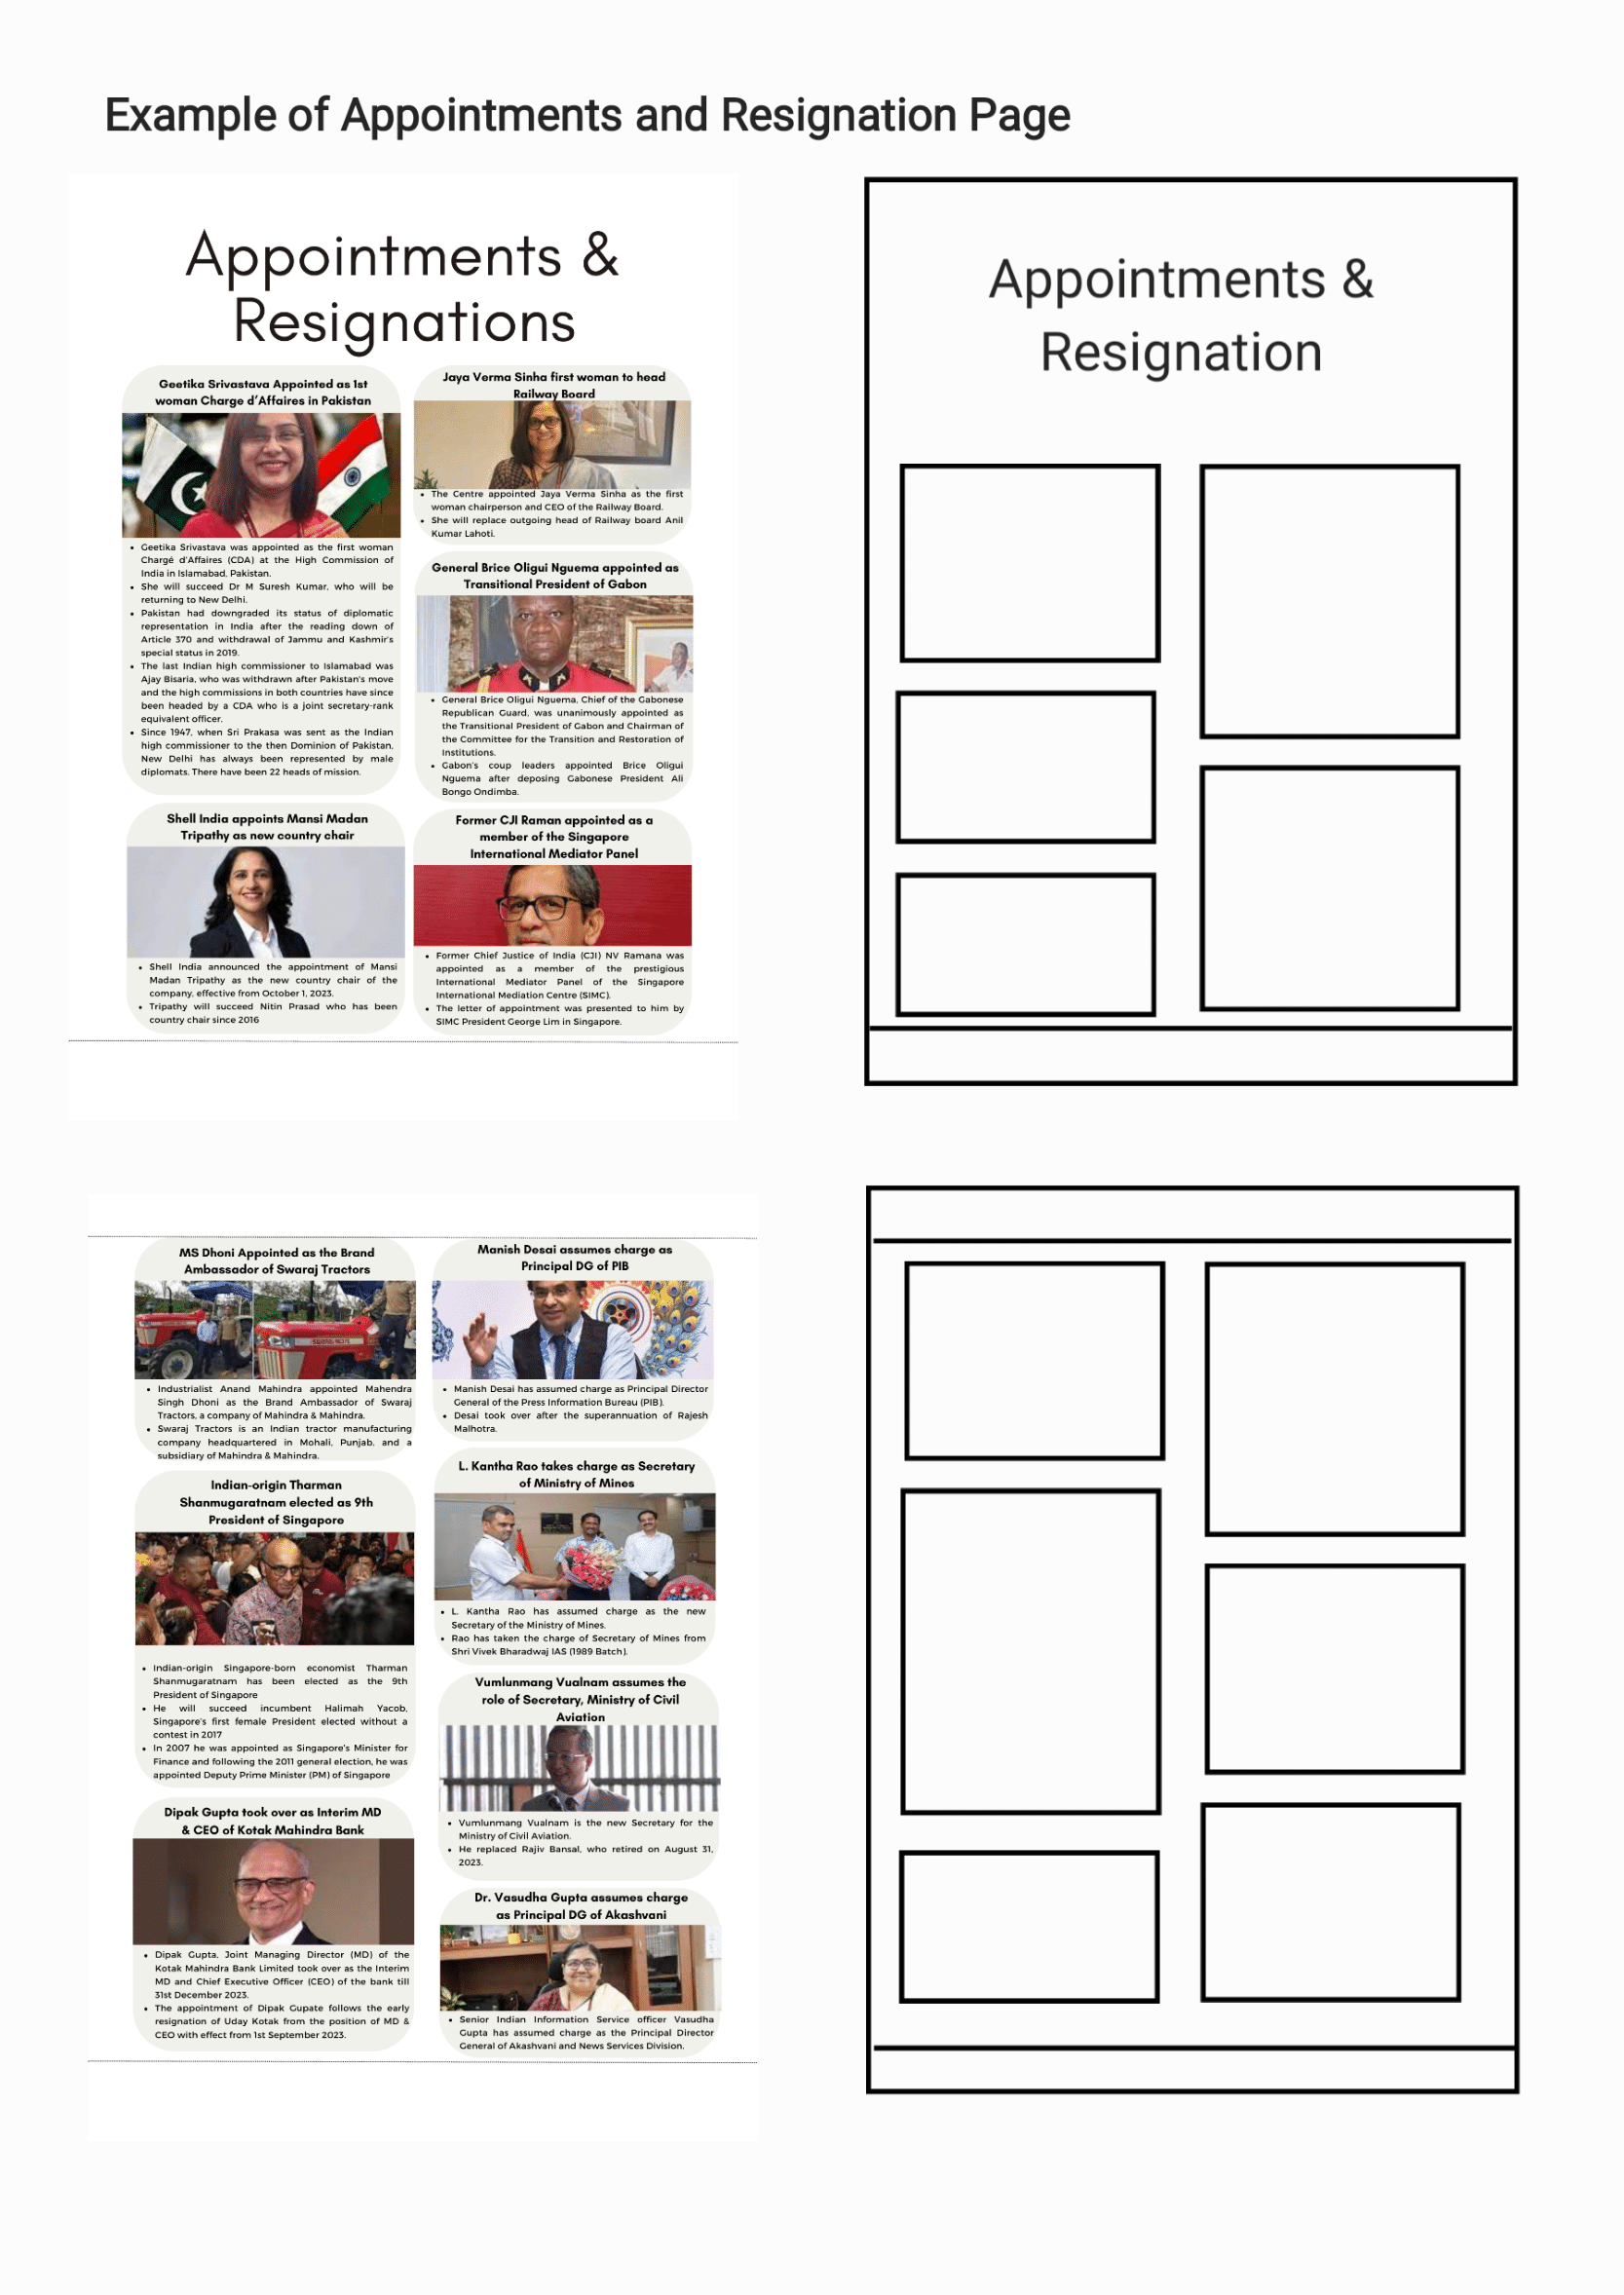 Example of Appointments and Resignation Page
Appointments &
Resignations
Geetika Srivastava Appointed as 1st
woman Charge d’Affaires in Pakistan
• Geetika Srivastava was appointed as the first woman
Chargé d'Affaires (CDA) at the High Commission of
India in Islamabad, Pakistan.
• She will succeed Dr M Suresh Kumar, who will be
returning to New Delhi.
• Pakistan had downgraded its status of diplomatic
representation in India after the reading down of
Article 370 and withdrawal of Jammu and Kashmir's
special status in 2019.
• The last Indian high commissioner to Islamabad was
Ajay Bisaria, who was withdrawn after Pakistan's move
and the high commissions in both countries have since
been headed by a CDA who is a joint secretary-rank
equivalent officer.
• Since 1947, when Sri Prakasa was sent as the Indian
high commissioner to the then Dominion of Pakistan,
New Delhi has always been represented by male
diplomats. There have been 22 heads of mission.
Shell India appoints Mansi Madan
Tripathy as new country chair
• Shell India announced the appointment of Mansi
Madan Tripathy as the new country chair of the
company, effective from October 1, 2023.
• Tripathy will succeed Nitin Prasad who has been
country chair since 2016
Jaya Verma Sinha first woman to head
Railway Board
• The Centre appointed Jaya Verma Sinha as the first
woman chairperson and CEO of the Railway Board.
• She will replace outgoing head of Railway board Anil
Kumar Lahoti.
General Brice Oligui Nguema appointed as
Transitional President of Gabon
• General Brice Oligui Nguema, Chief of the Gabonese
Republican Guard, was unanimously appointed as
the Transitional President of Gabon and Chairman of
the Committee for the Transition and Restoration of
Institutions.
• Gabon's coup leaders appointed Brice Oligui
Nguema after deposing Gabonese President Ali
Bongo Ondimba.
Former CJI Raman appointed as a
member of the Singapore
International Mediator Panel
• Former Chief Justice of India (CJI) NV Ramana was
appointed as a member of the prestigious
International Mediator Panel of the Singapore
International Mediation Centre (SIMC).
• The letter of appointment was presented to him by
SIMC President George Lim in Singapore.
Appointments &
Resignation
MS Dhoni Appointed as the Brand
Ambassador of Swaraj Tractors
• Industrialist Anand Mahindra appointed Mahendra
Singh Dhoni as the Brand Ambassador of Swaraj
Tractors, a company of Mahindra & Mahindra.
• Swaraj Tractors is an Indian tractor manufacturing
company headquartered in Mohali, Punjab, and a
subsidiary of Mahindra & Mahindra.
Indian-origin Tharman
Shanmugaratnam elected as 9th
President of Singapore
• Indian-origin Singapore-born economist Tharman
Shanmugaratnam has been elected as the 9th
President of Singapore
• He will succeed incumbent Halimah Yacob,
Singapore's first female President elected without a
contest in 2017
• In 2007 he was appointed as Singapore's Minister for
Finance and following the 2011 general election, he was
appointed Deputy Prime Minister (PM) of Singapore
Dipak Gupta took over as Interim MD
& CEO of Kotak Mahindra Bank
• Dipak Gupta, Joint Managing Director (MD) of the
Kotak Mahindra Bank Limited took over as the Interim
MD and Chief Executive Officer (CEO) of the bank till
31st December 2023.
• The appointment of Dipak Gupate follows the early
resignation of Uday Kotak from the position of MD &
CEO with effect from 1st September 2023.
Manish Desai assumes charge as
Principal DG of PIB
• Manish Desai has assumed charge as Principal Director
General of the Press Information Bureau (PIB).
• Desai took over after the superannuation of Rajesh
Malhotra.
L. Kantha Rao takes charge as Secretary
of Ministry of Mines
• L. Kantha Rao has assumed charge as the new
Secretary of the Ministry of Mines.
• Rao has taken the charge of Secretary of Mines from
Shri Vivek Bharadwaj IAS (1989 Batch).
Vumlunmang Vualnam assumes the
role of Secretary, Ministry of Civil
Aviation
• Vumlunmang Vualnam is the new Secretary for the
Ministry of Civil Aviation.
• He replaced Rajiv Bansal, who retired on August 31,
2023.
Dr. Vasudha Gupta assumes charge
as Principal DG of Akashvani
• Senior Indian Information Service officer Vasudha
Gupta has assumed charge as the Principal Director
General of Akashvani and News Services Division.